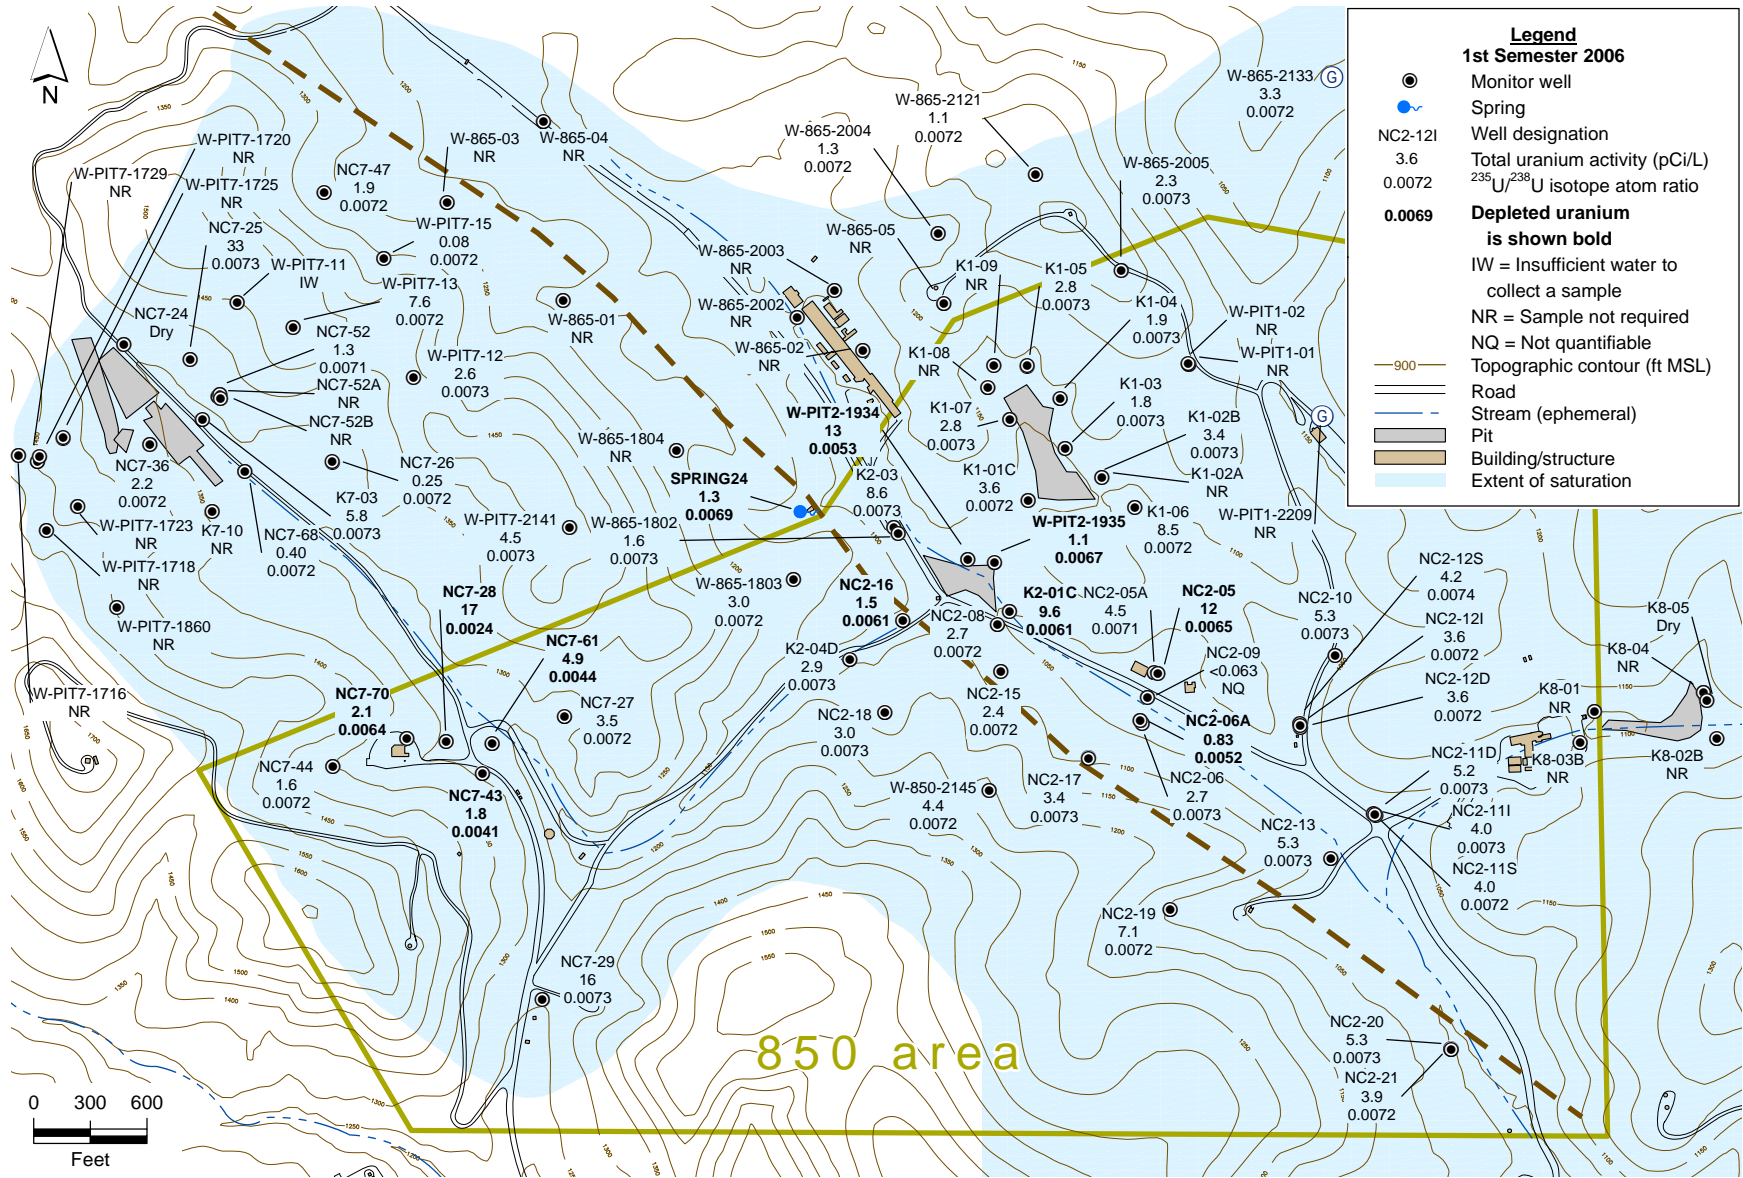 N
Legend
1st Semester 2006
Monitor well
Spring
NC2-12I Well designation
3.6 Total uranium activity (pCi/L)
0.0072 235U/238U isotope atom ratio
0.0069 Depleted uranium
is shown bold
IW = Insufficient water to
collect a sample
NR = Sample not required
NQ = Not quantifiable
900 Topographic contour (ft MSL)
Road
Stream (ephemeral)
Pit
Building/structure
Extent of saturation
W-PIT7-1720
NR
W-PIT7-1729
NR
W-PIT7-1725
NR
NC7-25
33
0.0073
NC7-47
1.9
0.0072
W-865-03
NR
W-865-04
NR
W-PIT7-15
0.08
0.0072
W-PIT7-11
IW
W-PIT7-13
7.6
0.0072
NC7-24
Dry
NC7-52
1.3
0.0071
NC7-52A
NR
NC7-52B
NR
W-PIT7-12
2.6
0.0073
W-865-01
NR
W-865-2121
1.1
0.0072
W-865-2004
1.3
0.0072
W-865-2133
3.3
0.0072
G
W-865-2005
2.3
0.0073
W-865-05
NR
W-865-2003
NR
W-865-2002
NR
W-865-02
NR
K1-09
NR
K1-05
2.8
0.0073
K1-04
1.9
0.0073
W-PIT1-02
NR
W-PIT1-01
NR
G
K1-08
NR
K1-03
1.8
0.0073
K1-07
2.8
0.0073
K1-02B
3.4
0.0073
K1-02A
NR
K1-01C
3.6
0.0072
K1-06
8.5
0.0072
W-PIT1-2209
NR
W-PIT2-1934
13
0.0053
W-865-1804
NR
SPRING24
1.3
0.0069
K2-03
8.6
0.0073
W-865-1802
1.6
0.0073
W-PIT2-1935
1.1
0.0067
NC7-36
2.2
0.0072
NC7-26
0.25
0.0072
K7-03
5.8
0.0073
W-PIT7-2141
4.5
0.0073
W-PIT7-1723
NR
K7-10
NR
NC7-68
0.40
0.0072
W-PIT7-1718
NR
W-PIT7-1860
NR
W-PIT7-1716
NR
NC7-28
17
0.0024
NC7-61
4.9
0.0044
NC7-70
2.1
0.0064
NC7-27
3.5
0.0072
NC7-44
1.6
0.0072
NC7-43
1.8
0.0041
NC7-29
16
0.0073
W-865-1803
3.0
0.0072
NC2-16
1.5
0.0061
K2-04D
2.9
0.0073
NC2-08
2.7
0.0072
K2-01C
9.6
0.0061
NC2-05A
4.5
0.0071
NC2-05
12
0.0065
NC2-09
<0.063
NQ
NC2-10
5.3
0.0073
NC2-12S
4.2
0.0074
NC2-12I
3.6
0.0072
NC2-12D
3.6
0.0072
NC2-15
2.4
0.0072
NC2-18
3.0
0.0073
NC2-06A
0.83
0.0052
NC2-06
2.7
0.0073
NC2-17
3.4
0.0073
W-850-2145
4.4
0.0072
NC2-11D
5.2
0.0073
NC2-11I
4.0
0.0073
NC2-11S
4.0
0.0072
NC2-13
5.3
0.0073
NC2-19
7.1
0.0072
NC2-20
5.3
0.0073
NC2-21
3.9
0.0072
K8-05
Dry
K8-04
NR
K8-01
NR
K8-03B
NR
K8-02B
NR
850 area
0 300 600
Feet